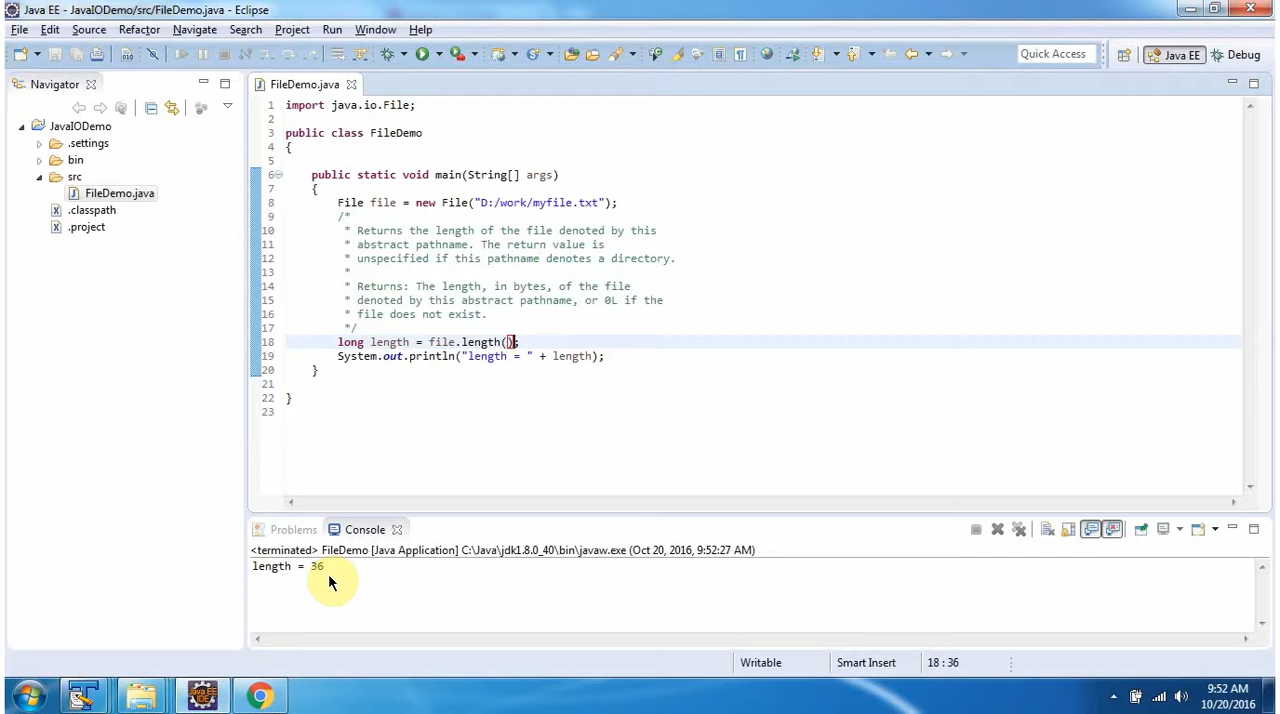 Java EE - JavaIODemo/src/FileDemo.java - Eclipse
File Edit Source Refactor Navigate Search Project Run Window Help
Quick Access
Java EE
Debug
Navigator
FileDemo.java
JavaIODemo
.settings
bin
src
FileDemo.java
.classpath
.project
1 import java.io.File;
2
3 public class FileDemo
4 {
5
6 public static void main(String[] args)
7 {
8 File file = new File("D:/work/myfile.txt");
9 /*
10 * Returns the length of the file denoted by this
11 * abstract pathname. The return value is
12 * unspecified if this pathname denotes a directory.
13 *
14 * Returns: The length, in bytes, of the file
15 * denoted by this abstract pathname, or 0L if the
16 * file does not exist.
17 */
18 long length = file.length();
19 System.out.println("length = " + length);
20 }
21
22 }
23
Problems
Console
<terminated> FileDemo [Java Application] C:\Java\jdk1.8.0_40\bin\javaw.exe (Oct 20, 2016, 9:52:27 AM)
length = 36
Writable
Smart Insert
18 : 36
Java EE
IDE
9:52 AM
10/20/2016